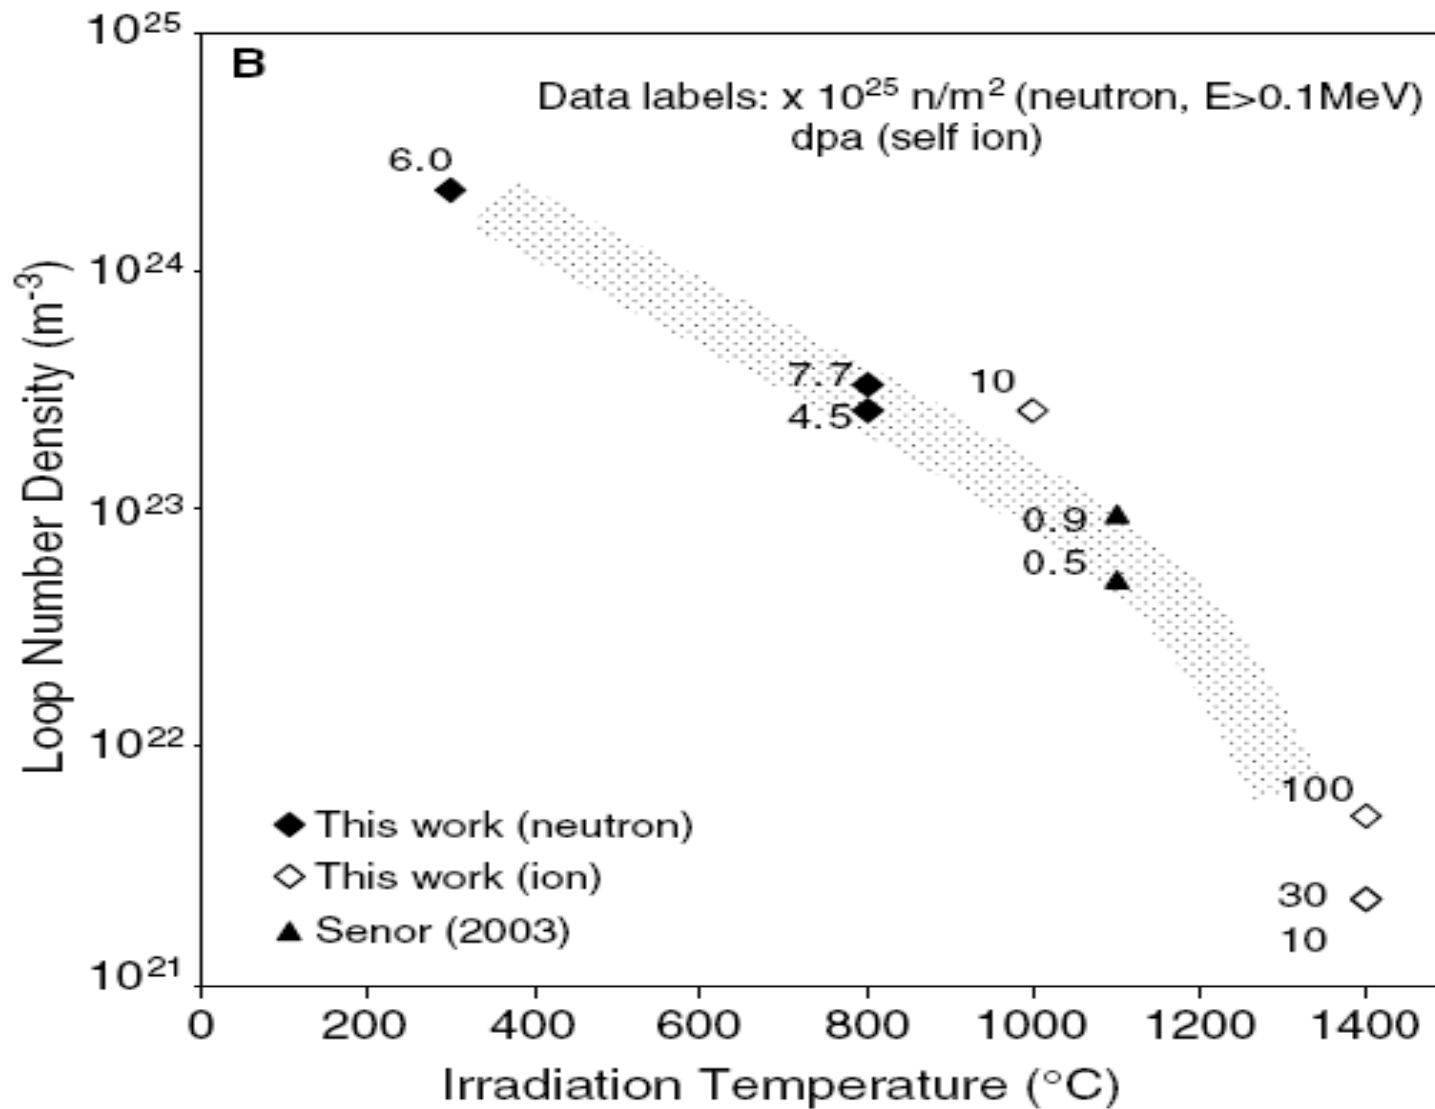 B
Data labels: x 10²⁵ n/m² (neutron, E>0.1MeV)
dpa (self ion)
10²⁵
10²⁴
10²³
10²²
10²¹
Loop Number Density (m⁻³)
6.0
7.7
4.5
10
0.9
0.5
100
30
10
This work (neutron)
This work (ion)
Senor (2003)
0 200 400 600 800 1000 1200 1400
Irradiation Temperature (°C)